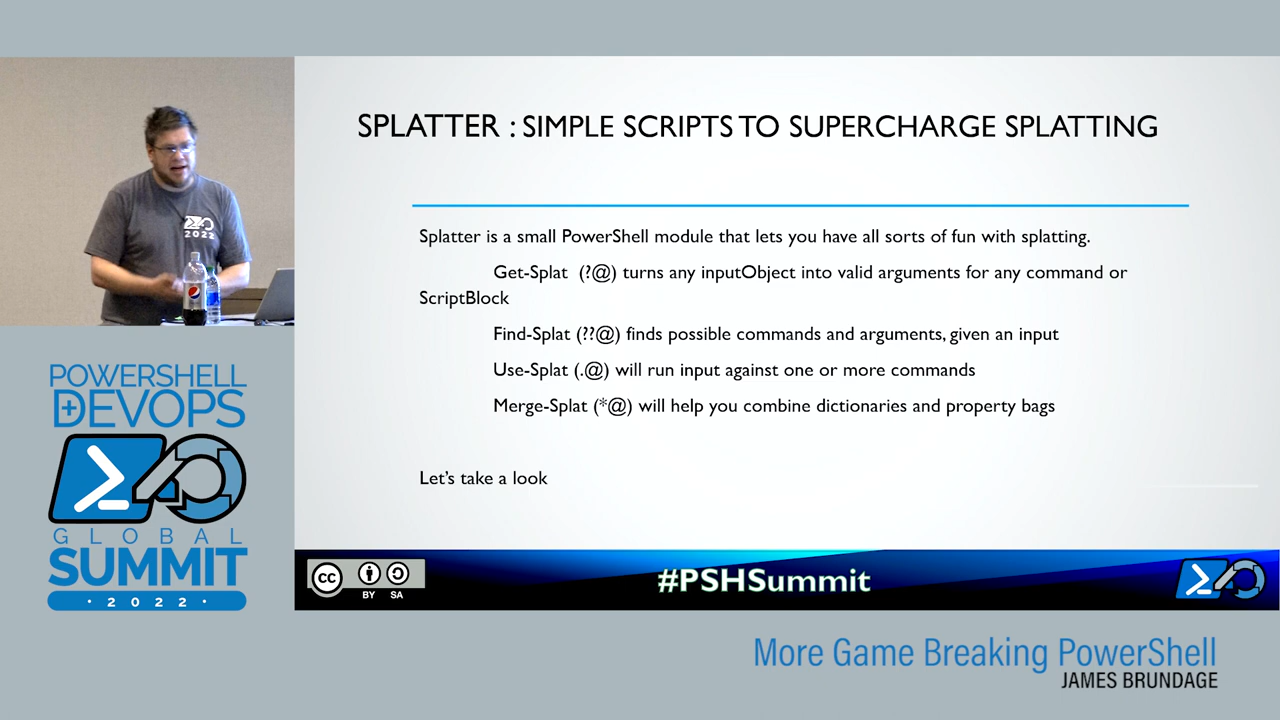 SPLATTER : SIMPLE SCRIPTS TO SUPERCHARGE SPLATTING
Splatter is a small PowerShell module that lets you have all sorts of fun with splatting.
Get-Splat (?@) turns any inputObject into valid arguments for any command or
ScriptBlock
Find-Splat (??@) finds possible commands and arguments, given an input
Use-Splat (.@) will run input against one or more commands
Merge-Splat (*@) will help you combine dictionaries and property bags
Let's take a look
2022
POWERSHELL
+DEVOPS
GLOBAL
SUMMIT
· 2022 ·
CC
BY SA
#PSHSummit
More Game Breaking PowerShell
JAMES BRUNDAGE